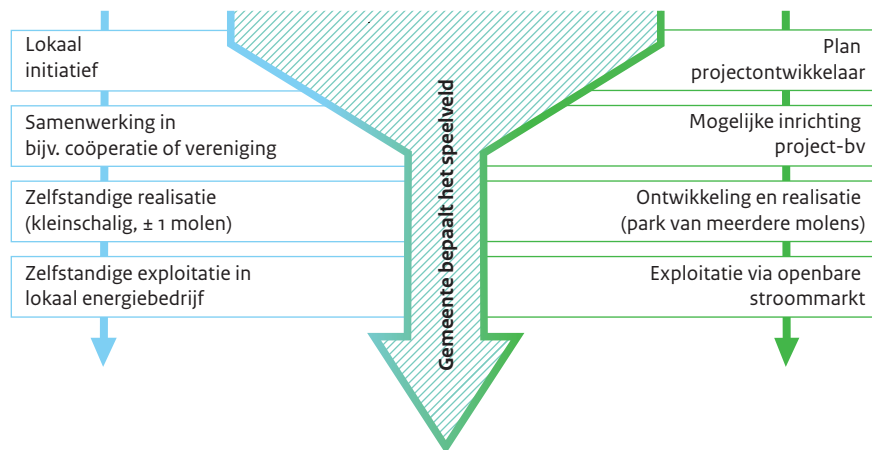 Lokaal
initiatief
Samenwerking in
bijv. coöperatie of vereniging
Zelfstandige realisatie
(kleinschalig, ± 1 molen)
Zelfstandige exploitatie in
lokaal energiebedrijf
Gemeente bepaalt het speelveld
Plan
projectontwikkelaar
Mogelijke inrichting
project-bv
Ontwikkeling en realisatie
(park van meerdere molens)
Exploitatie via openbare
stroommarkt